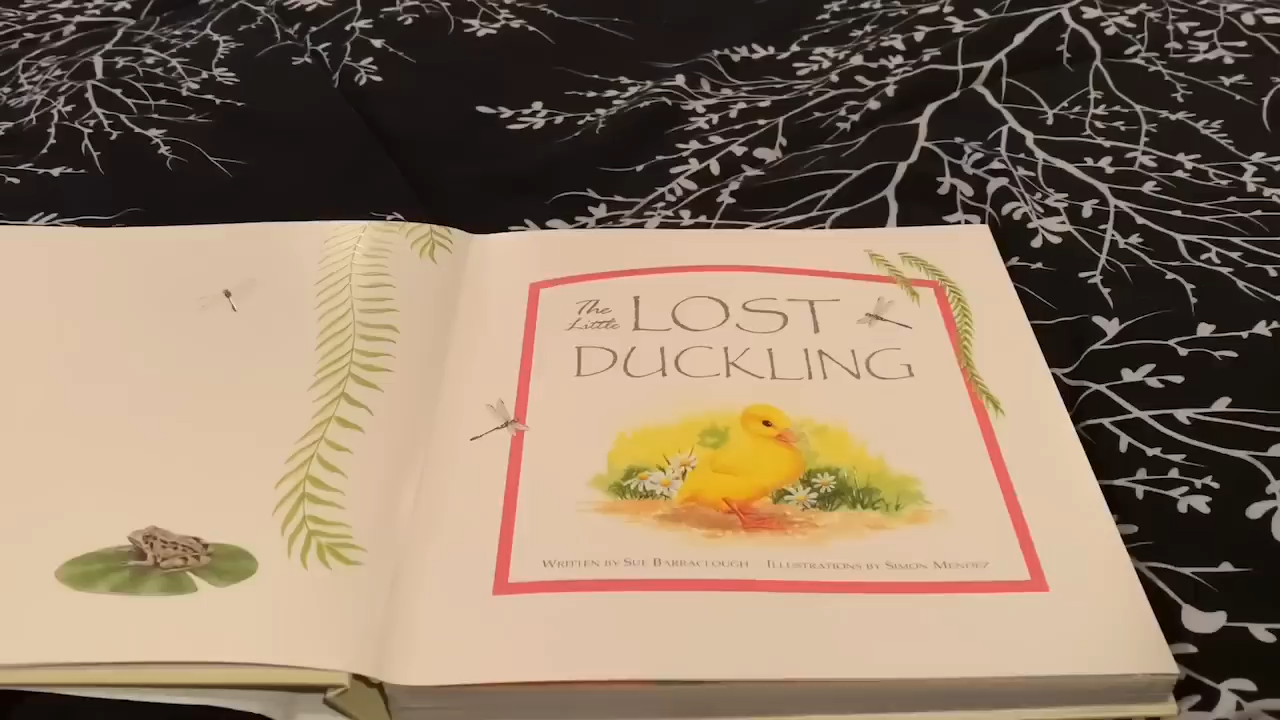 The Little LOST
DUCKLING
WRITTEN BY SUE BARRACLOUGH ILLUSTRATIONS BY SIMON MENDEZ